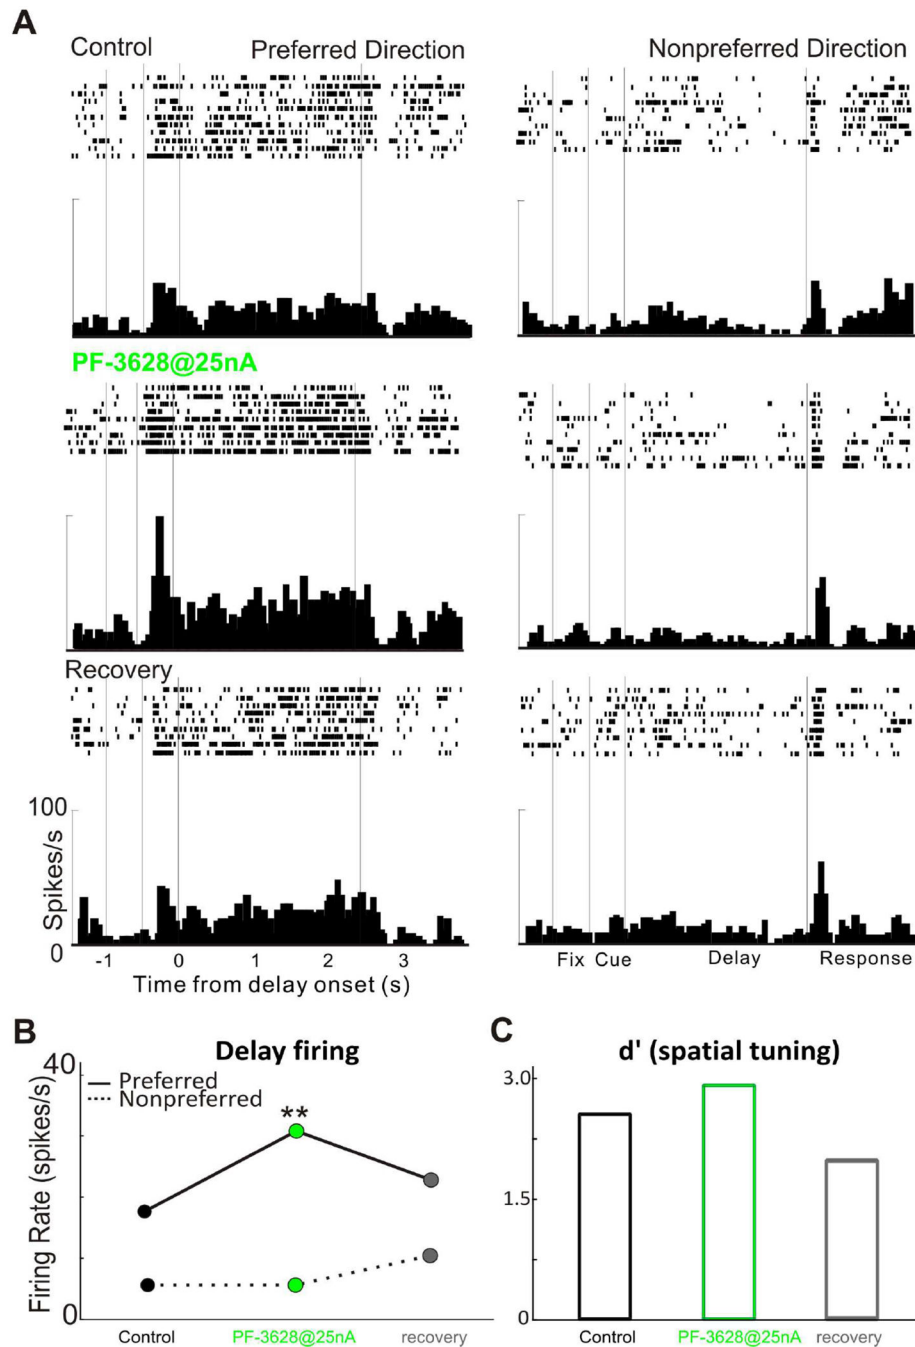 A
Control
Preferred Direction
Nonpreferred Direction
PF-3628@25nA
Recovery
100
Spikes/s
0
-1 0 1 2 3
Time from delay onset (s)
Fix Cue Delay Response
B
Delay firing
40
Preferred
Nonpreferred
**
Firing Rate (spikes/s)
0
Control PF-3628@25nA recovery
C
d' (spatial tuning)
3.0
1.5
0
Control PF-3628@25nA recovery